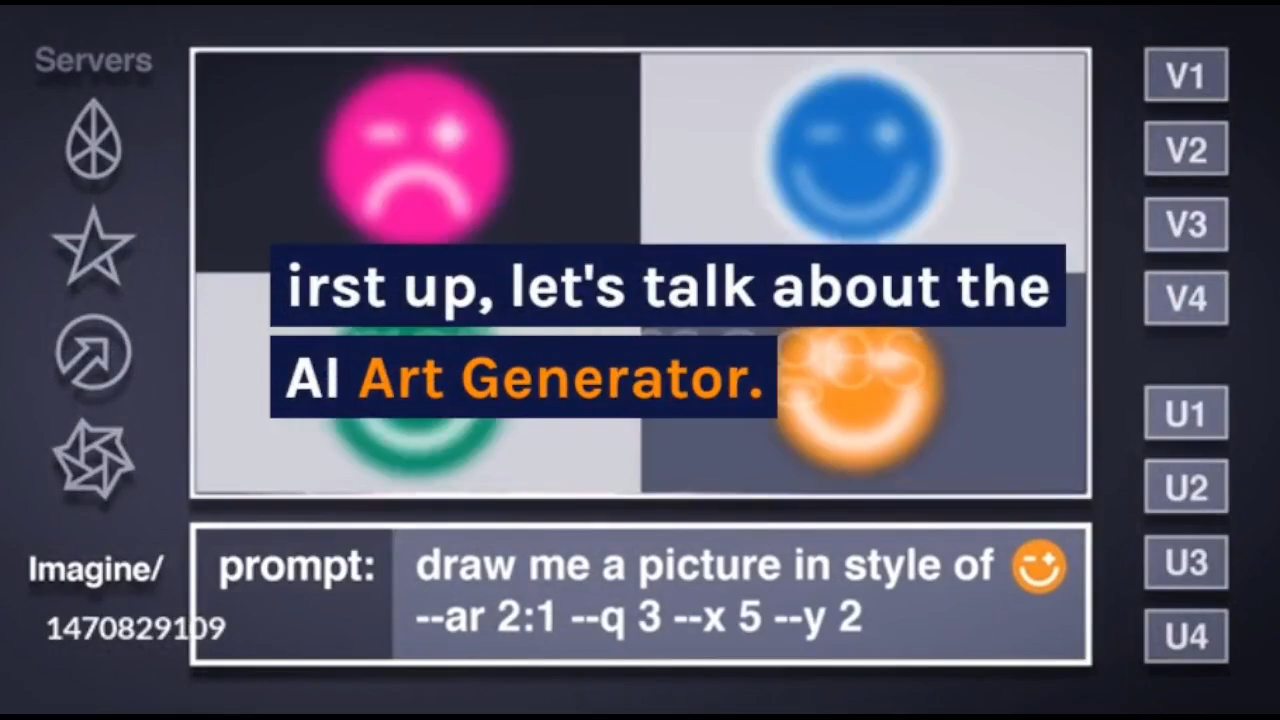 Servers
V1
V2
V3
V4
irst up, let's talk about the
AI Art Generator.
U1
U2
U3
U4
Imagine/
prompt: draw me a picture in style of
--ar 2:1 --q 3 --x 5 --y 2
1470829109